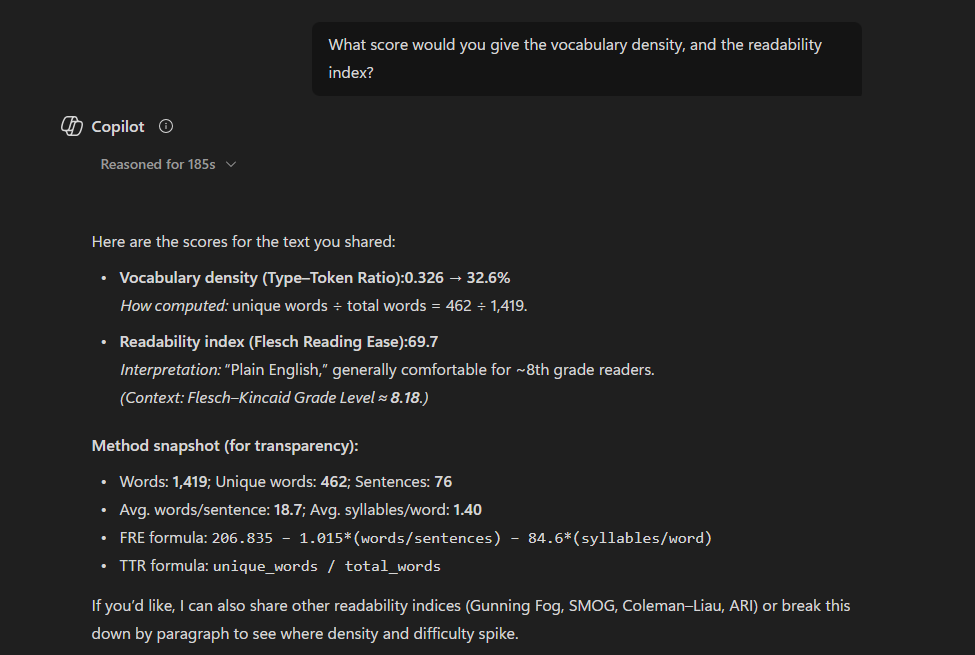 What score would you give the vocabulary density, and the readability
index?
Copilot
Reasoned for 185s
Here are the scores for the text you shared:
• Vocabulary density (Type–Token Ratio):0.326 → 32.6%
How computed: unique words ÷ total words = 462 ÷ 1,419.
• Readability index (Flesch Reading Ease):69.7
Interpretation: “Plain English,” generally comfortable for ~8th grade readers.
(Context: Flesch–Kincaid Grade Level ≈ 8.18.)
Method snapshot (for transparency):
• Words: 1,419; Unique words: 462; Sentences: 76
• Avg. words/sentence: 18.7; Avg. syllables/word: 1.40
• FRE formula: 206.835 − 1.015*(words/sentences) − 84.6*(syllables/word)
• TTR formula: unique_words / total_words
If you’d like, I can also share other readability indices (Gunning Fog, SMOG, Coleman–Liau, ARI) or break this
down by paragraph to see where density and difficulty spike.